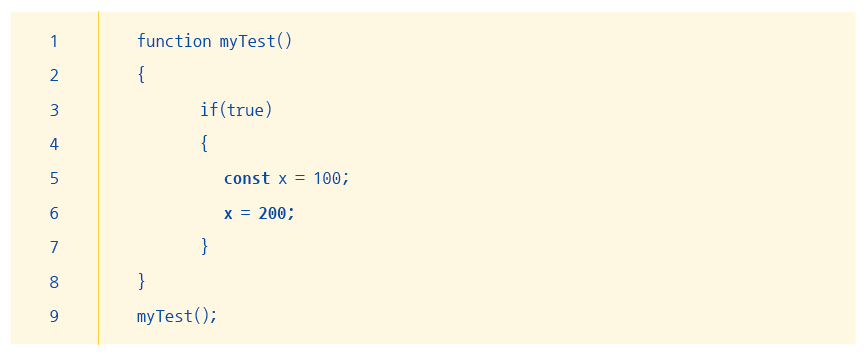 1 function myTest()
2 {
3 if(true)
4 {
5 const x = 100;
6 x = 200;
7 }
8 }
9 myTest();